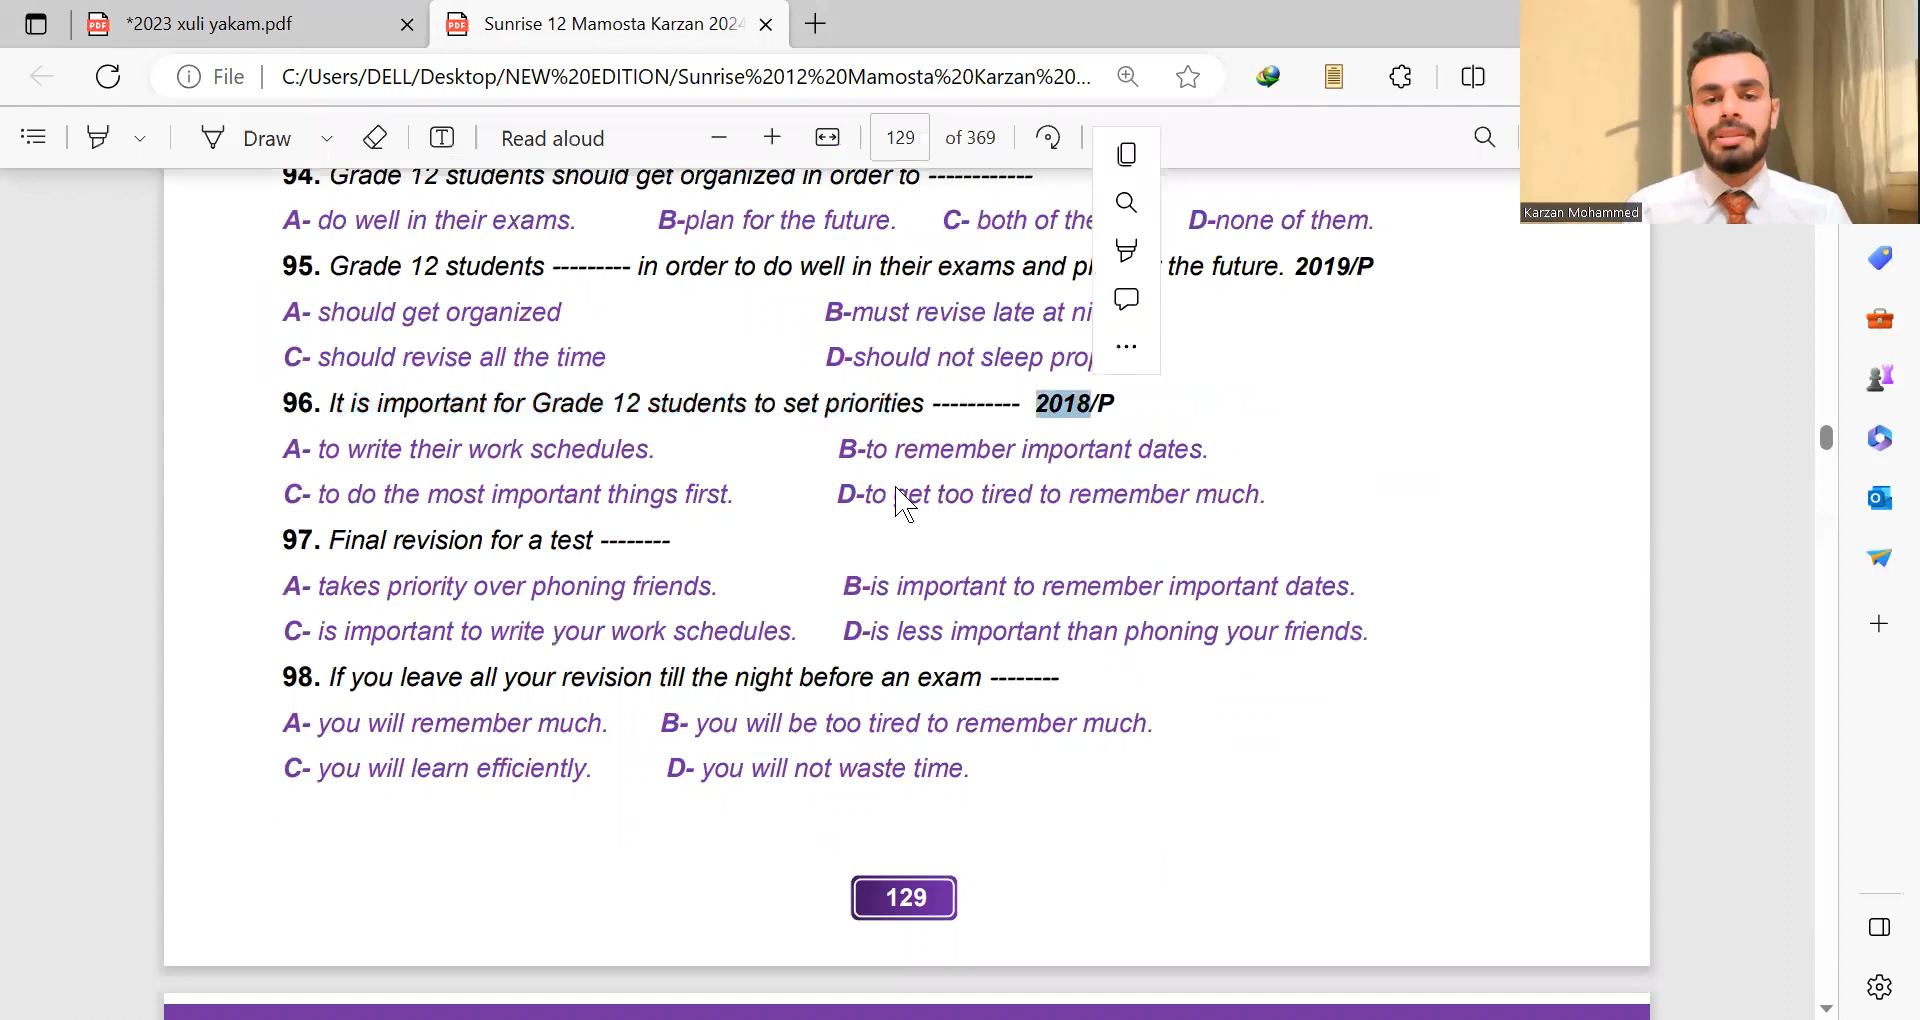 *2023 xuli yakam.pdf
Sunrise 12 Mamosta Karzan 2024
File
C:/Users/DELL/Desktop/NEW%20EDITION/Sunrise%2012%20Mamosta%20Karzan%20...
Draw
Read aloud
129 of 369
Karzan Mohammed
94. Grade 12 students should get organized in order to ------------
A- do well in their exams. B-plan for the future. C- both of the D-none of them.
95. Grade 12 students --------- in order to do well in their exams and pl the future. 2019/P
A- should get organized B-must revise late at ni
C- should revise all the time D-should not sleep prop
96. It is important for Grade 12 students to set priorities ---------- 2018/P
A- to write their work schedules. B-to remember important dates.
C- to do the most important things first. D-to get too tired to remember much.
97. Final revision for a test --------
A- takes priority over phoning friends. B-is important to remember important dates.
C- is important to write your work schedules. D-is less important than phoning your friends.
98. If you leave all your revision till the night before an exam --------
A- you will remember much. B- you will be too tired to remember much.
C- you will learn efficiently. D- you will not waste time.
129